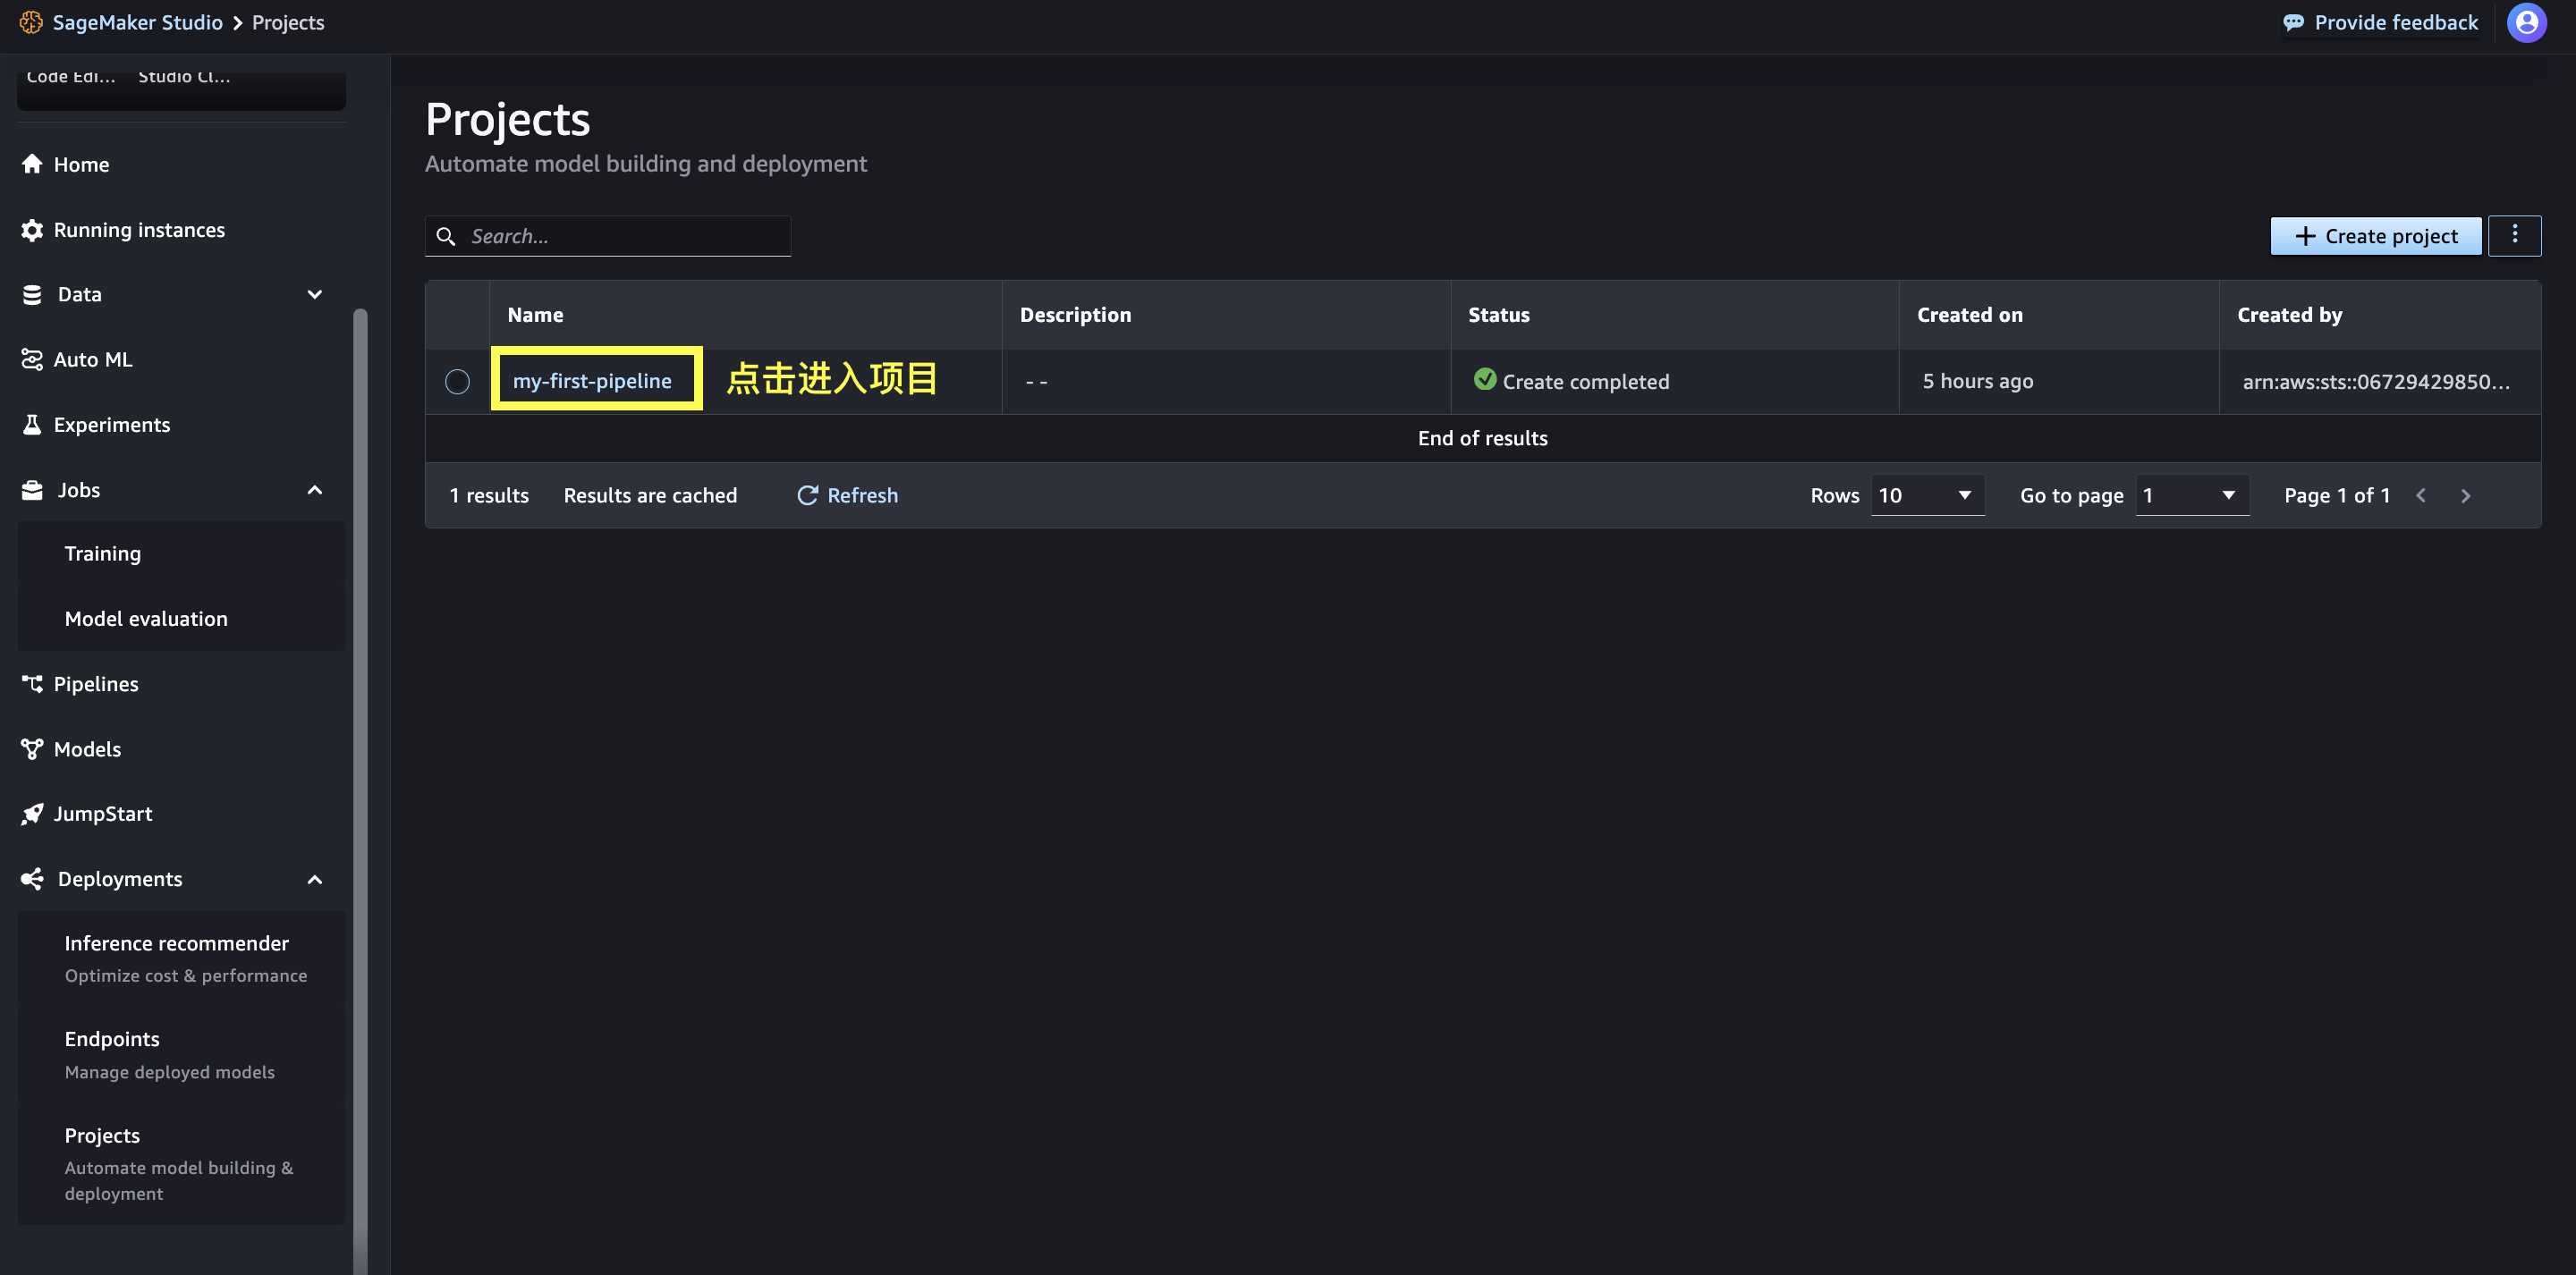 SageMaker Studio > Projects
Provide feedback
Code Edi... Studio Cl...
Home
Running instances
Data
Auto ML
Experiments
Jobs
Training
Model evaluation
Pipelines
Models
JumpStart
Deployments
Inference recommender
Optimize cost & performance
Endpoints
Manage deployed models
Projects
Automate model building &
deployment
Projects
Automate model building and deployment
Search...
+ Create project
Name Description Status Created on Created by
my-first-pipeline 点击进入项目 -- Create completed 5 hours ago arn:aws:sts::06729429850...
End of results
1 results Results are cached Refresh Rows 10 Go to page 1 Page 1 of 1